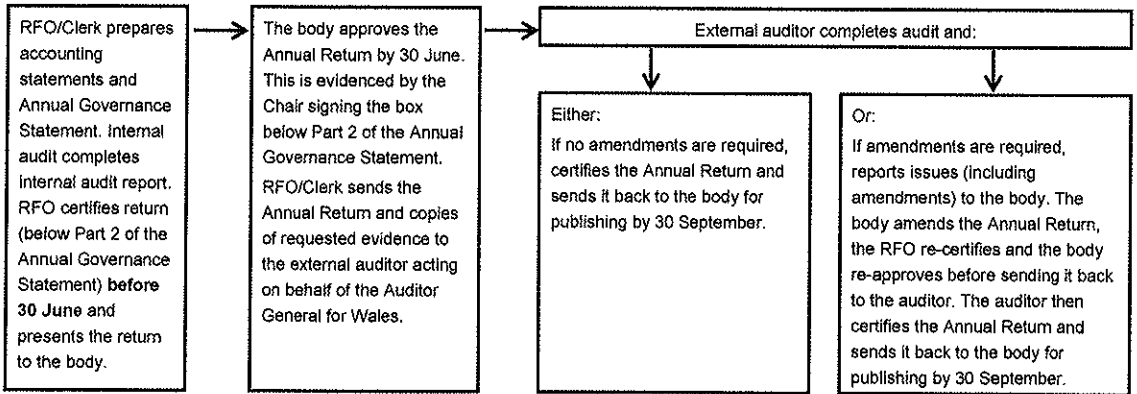 RFO/Clerk prepares
accounting
statements and
Annual Governance
Statement. Internal
audit completes
Internal audit report.
RFO certifies return
(below Part 2 of the
Annual Governance
Statement) before
30 June and
presents the return
to the body.
The body approves the
Annual Return by 30 June.
This is evidenced by the
Chair signing the box
below Part 2 of the Annual
Governance Statement.
RFO/Clerk sends the
Annual Return and copies
of requested evidence to
the external auditor acting
on behalf of the Auditor
General for Wales.
External auditor completes audit and:
Either:
If no amendments are required,
certifies the Annual Return and
sends it back to the body for
publishing by 30 September.
Or:
If amendments are required,
reports issues (including
amendments) to the body. The
body amends the Annual Return,
the RFO re-certifies and the body
re-approves before sending it back
to the auditor. The auditor then
certifies the Annual Return and
sends it back to the body for
publishing by 30 September.